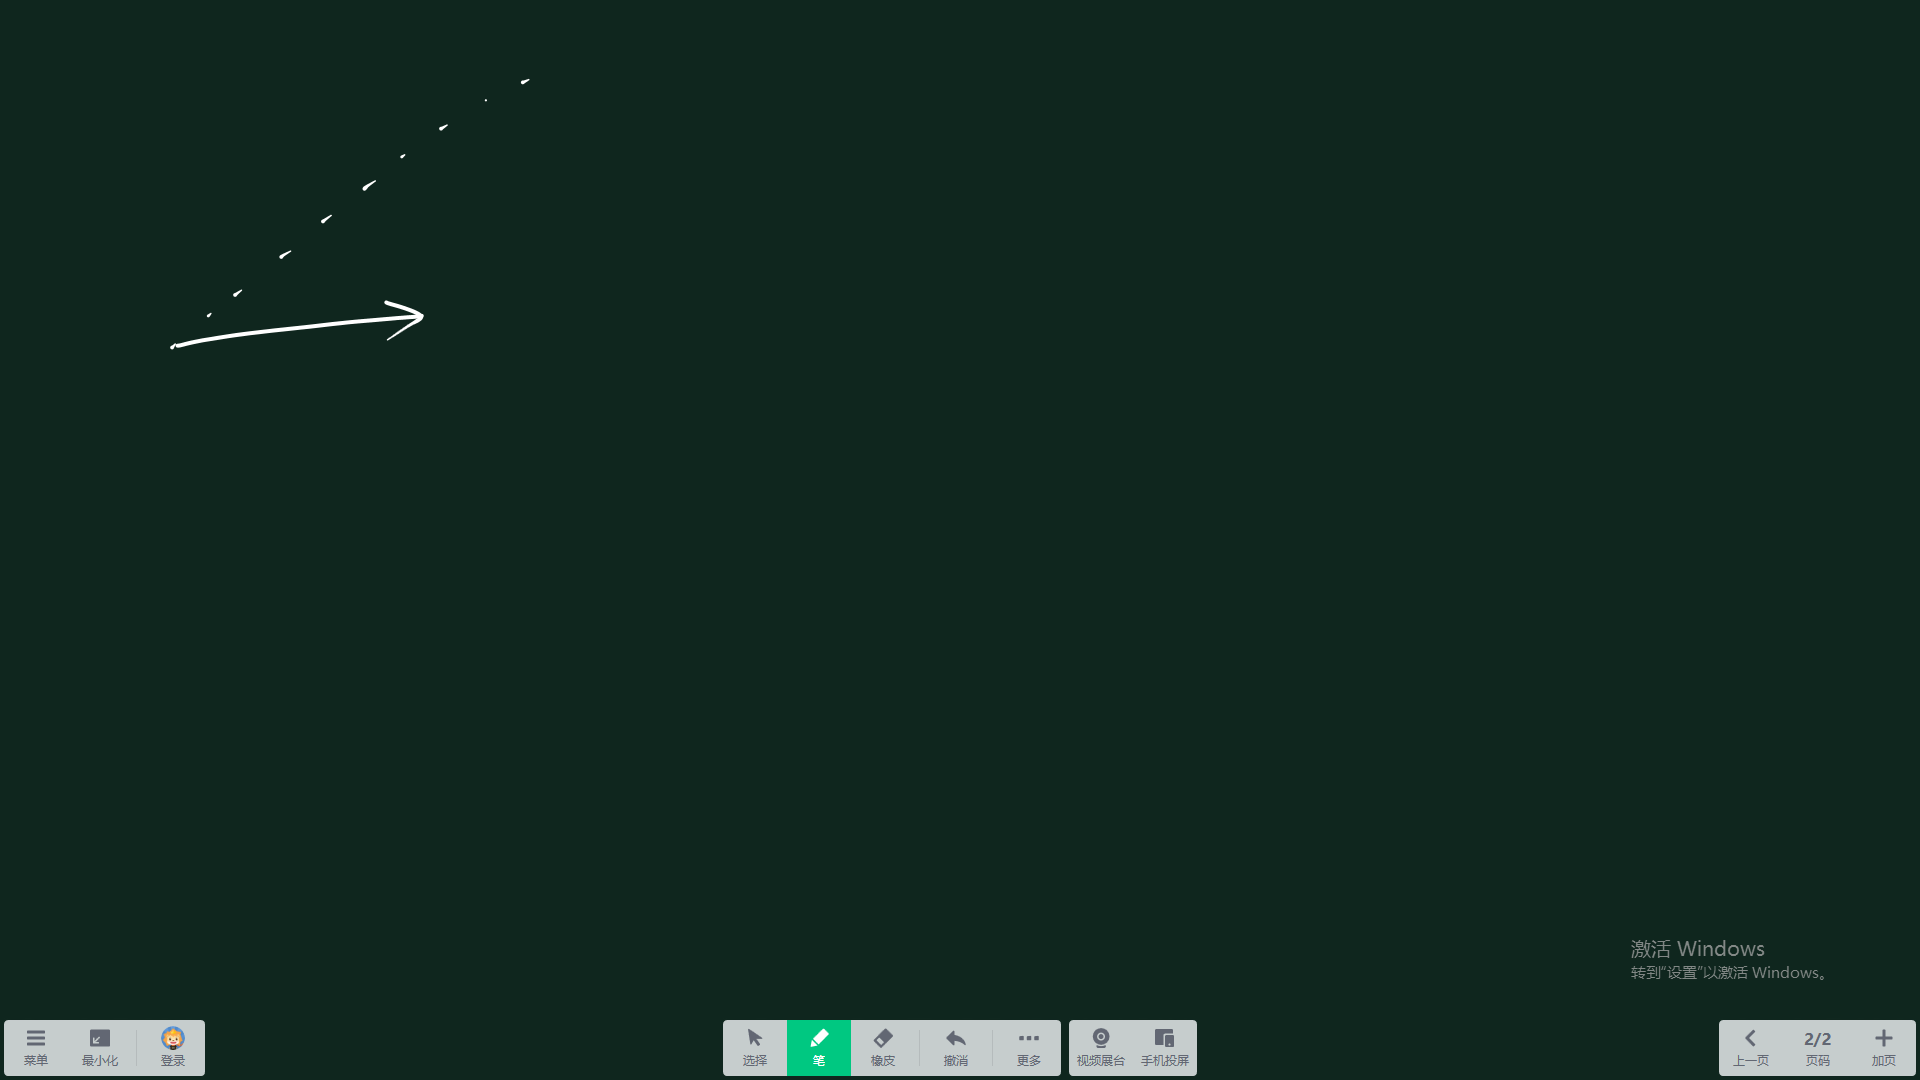 激活 Windows
转到“设置”以激活 Windows。
菜单 最小化 登录 选择 笔 橡皮 撤消 更多 视频展台 手机投屏 上一页 2/2 页码 加页